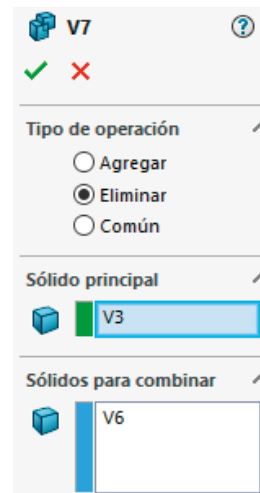 V7
?
Tipo de operación
Agregar
Eliminar
Común
Sólido principal
V3
Sólidos para combinar
V6